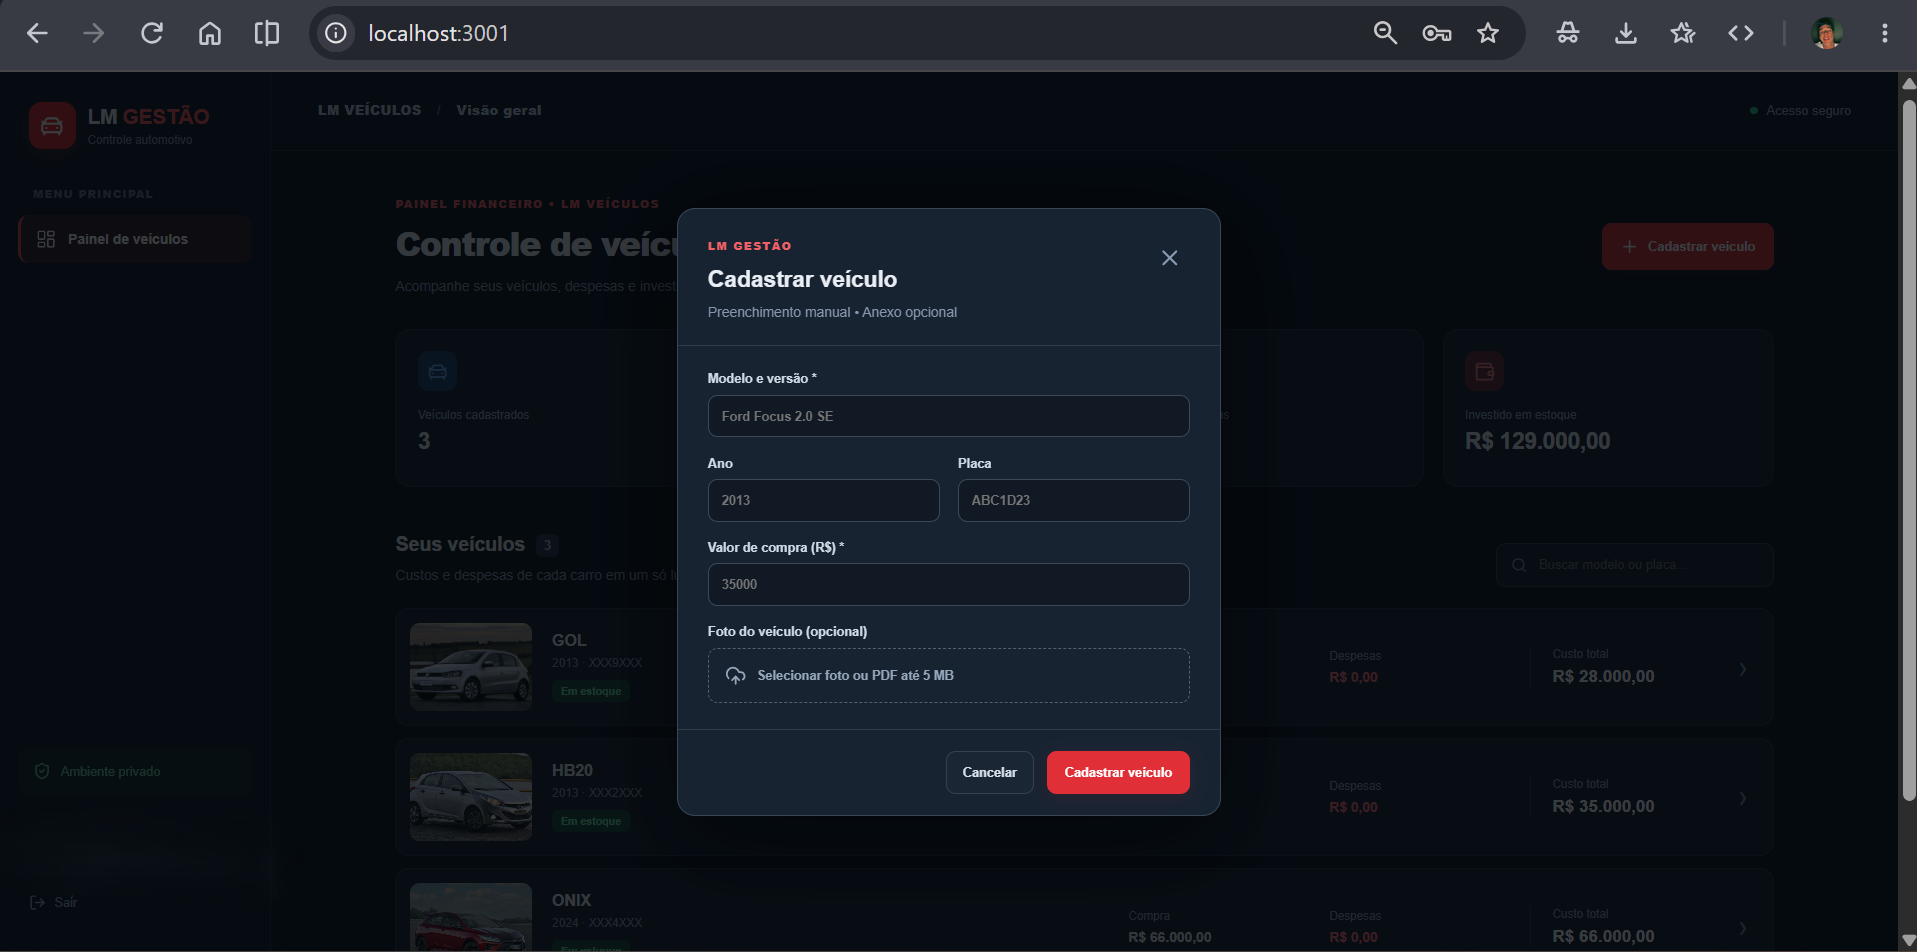 localhost:3001
LM GESTÃO
Controle automotivo
LM VEÍCULOS / Visão geral
Acesso seguro
MENU PRINCIPAL
Painel de veículos
PAINEL FINANCEIRO • LM VEÍCULOS
Controle de veícu
Acompanhe seus veículos, despesas e invest
Cadastrar veículo
Veículos cadastrados
3
Investido em estoque
R$ 129.000,00
Seus veículos 3
Custos e despesas de cada carro em um só lu
Buscar modelo ou placa...
GOL
2013 · XXX9XXX
Em estoque
Despesas
R$ 0,00
Custo total
R$ 28.000,00
HB20
2013 · XXX2XXX
Em estoque
Despesas
R$ 0,00
Custo total
R$ 35.000,00
ONIX
2024 · XXX4XXX
Em estoque
Compra
R$ 66.000,00
Despesas
R$ 0,00
Custo total
R$ 66.000,00
Ambiente privado
Sair
LM GESTÃO
Cadastrar veículo
Preenchimento manual • Anexo opcional
Modelo e versão *
Ford Focus 2.0 SE
Ano
2013
Placa
ABC1D23
Valor de compra (R$) *
35000
Foto do veículo (opcional)
Selecionar foto ou PDF até 5 MB
Cancelar
Cadastrar veículo